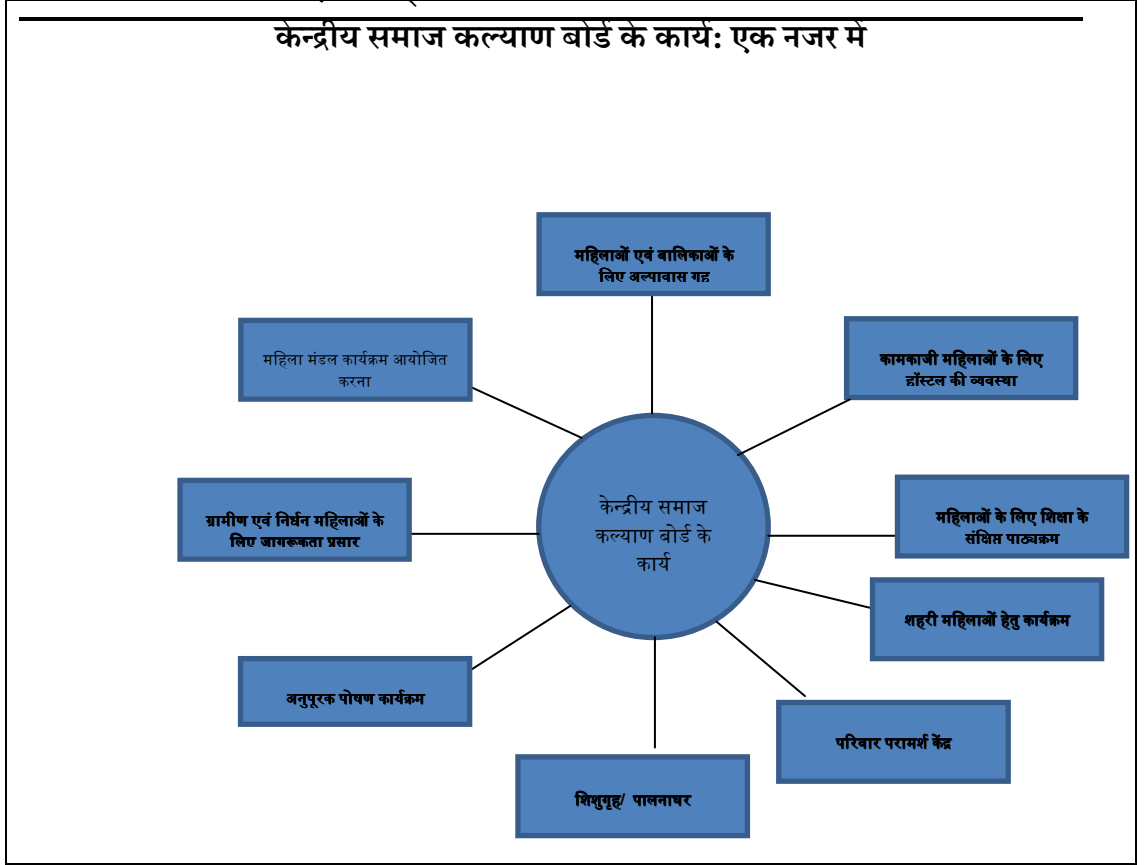 केन्द्रीय समाज कल्याण बोर्ड के कार्य: एक नजर में
महिलाओं एवं बालिकाओं के
लिए अल्पावास गृह
महिला मंडल कार्यक्रम आयोजित
करना
कामकाजी महिलाओं के लिए
हॉस्टल की व्यवस्था
ग्रामीण एवं निर्धन महिलाओं के
लिए जागरूकता प्रसार
केन्द्रीय समाज
कल्याण बोर्ड के
कार्य
महिलाओं के लिए शिक्षा के
संक्षिप्त पाठ्यक्रम
शहरी महिलाओं हेतु कार्यक्रम
अनुपूरक पोषण कार्यक्रम
परिवार परामर्श केंद्र
शिशुगृह/ पालनाघर